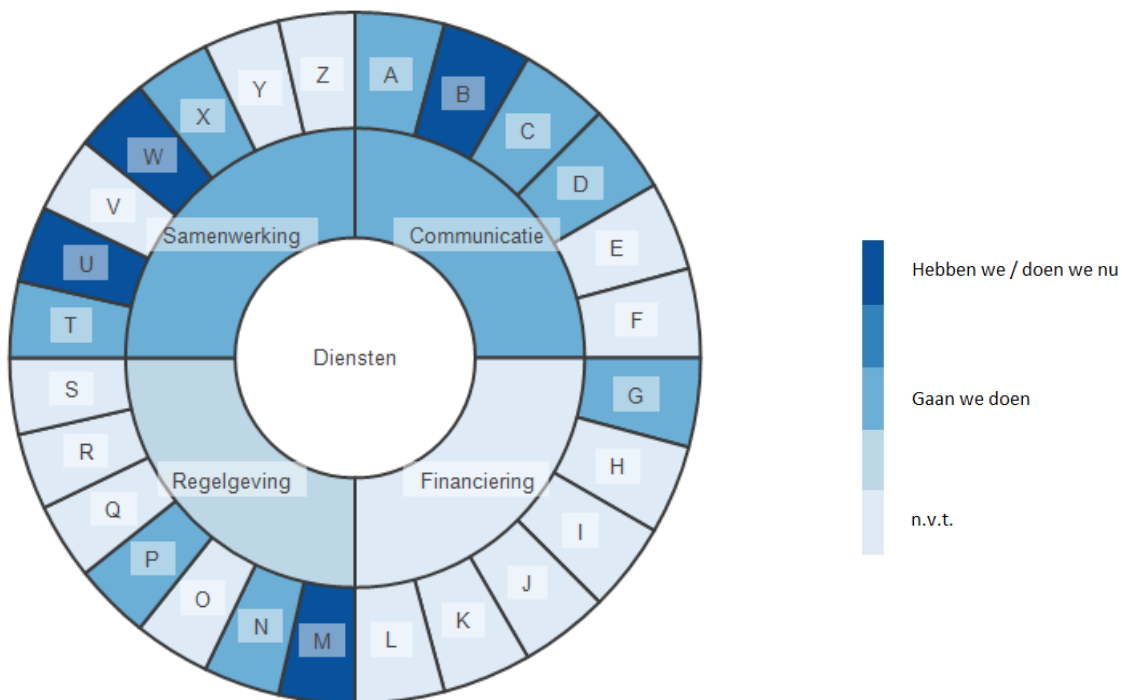 Z
A
Y
B
X
C
W
D
V
E
Samenwerking
Communicatie
U
F
T
Diensten
Hebben we / doen we nu
Gaan we doen
n.v.t.
S
G
R
H
Regelgeving
Financiering
Q
I
P
J
O
K
N
L
M